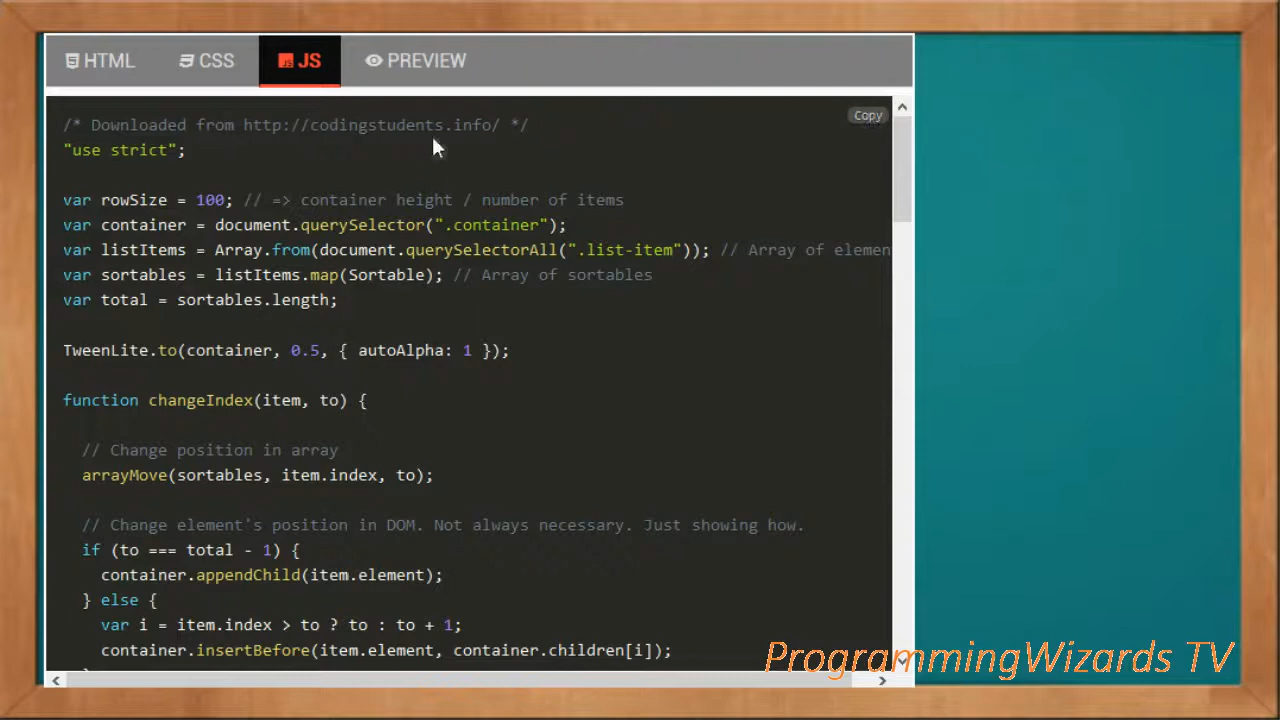 HTML CSS JS PREVIEW
Copy
/* Downloaded from http://codingstudents.info/ */
"use strict";
var rowSize = 100; // => container height / number of items
var container = document.querySelector(".container");
var listItems = Array.from(document.querySelectorAll(".list-item")); // Array of elemen
var sortables = listItems.map(Sortable); // Array of sortables
var total = sortables.length;
TweenLite.to(container, 0.5, { autoAlpha: 1 });
function changeIndex(item, to) {
// Change position in array
arrayMove(sortables, item.index, to);
// Change element's position in DOM. Not always necessary. Just showing how.
if (to === total - 1) {
container.appendChild(item.element);
} else {
var i = item.index > to ? to : to + 1;
container.insertBefore(item.element, container.children[i]);
ProgrammingWizards TV